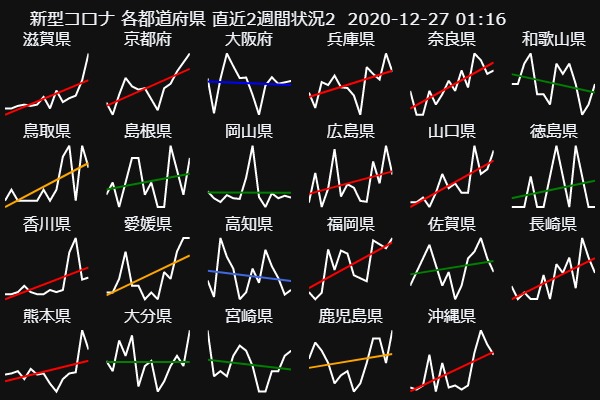 新型コロナ 各都道府県 直近2週間状況2 2020-12-27 01:16
滋賀県 京都府 大阪府 兵庫県 奈良県 和歌山県
鳥取県 島根県 岡山県 広島県 山口県 徳島県
香川県 愛媛県 高知県 福岡県 佐賀県 長崎県
熊本県 大分県 宮崎県 鹿児島県 沖縄県